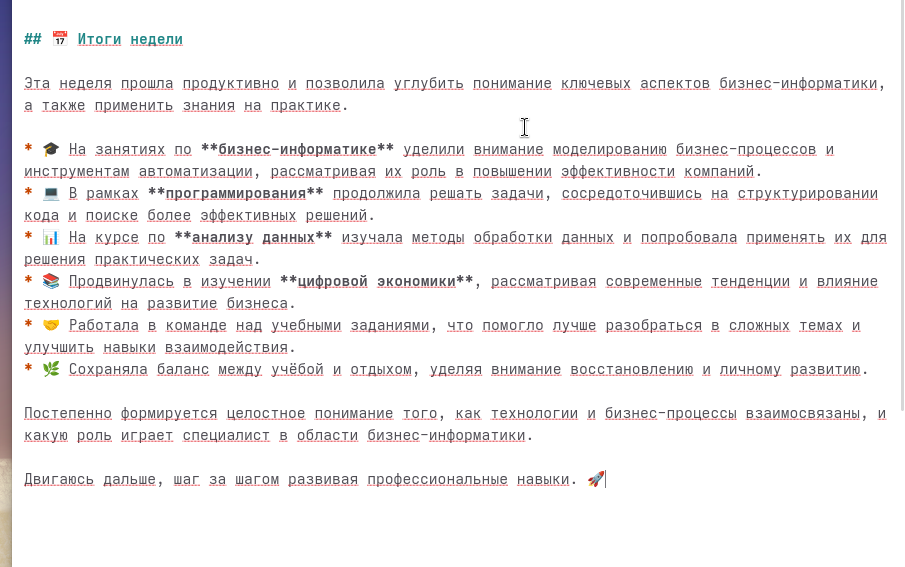 ## 📅 Итоги недели
Эта неделя прошла продуктивно и позволила углубить понимание ключевых аспектов бизнес-информатики,
а также применить знания на практике.
* 🎓 На занятиях по **бизнес-информатике** уделили внимание моделированию бизнес-процессов и
инструментам автоматизации, рассматривая их роль в повышении эффективности компаний.
* 💻 В рамках **программирования** продолжила решать задачи, сосредоточившись на структурировании
кода и поиске более эффективных решений.
* 📊 На курсе по **анализу данных** изучала методы обработки данных и попробовала применять их для
решения практических задач.
* 📚 Продвинулась в изучении **цифровой экономики**, рассматривая современные тенденции и влияние
технологий на развитие бизнеса.
* 🤝 Работала в команде над учебными заданиями, что помогло лучше разобраться в сложных темах и
улучшить навыки взаимодействия.
* 🌿 Сохраняла баланс между учёбой и отдыхом, уделяя внимание восстановлению и личному развитию.
Постепенно формируется целостное понимание того, как технологии и бизнес-процессы взаимосвязаны, и
какую роль играет специалист в области бизнес-информатики.
Двигаюсь дальше, шаг за шагом развивая профессиональные навыки. 🚀